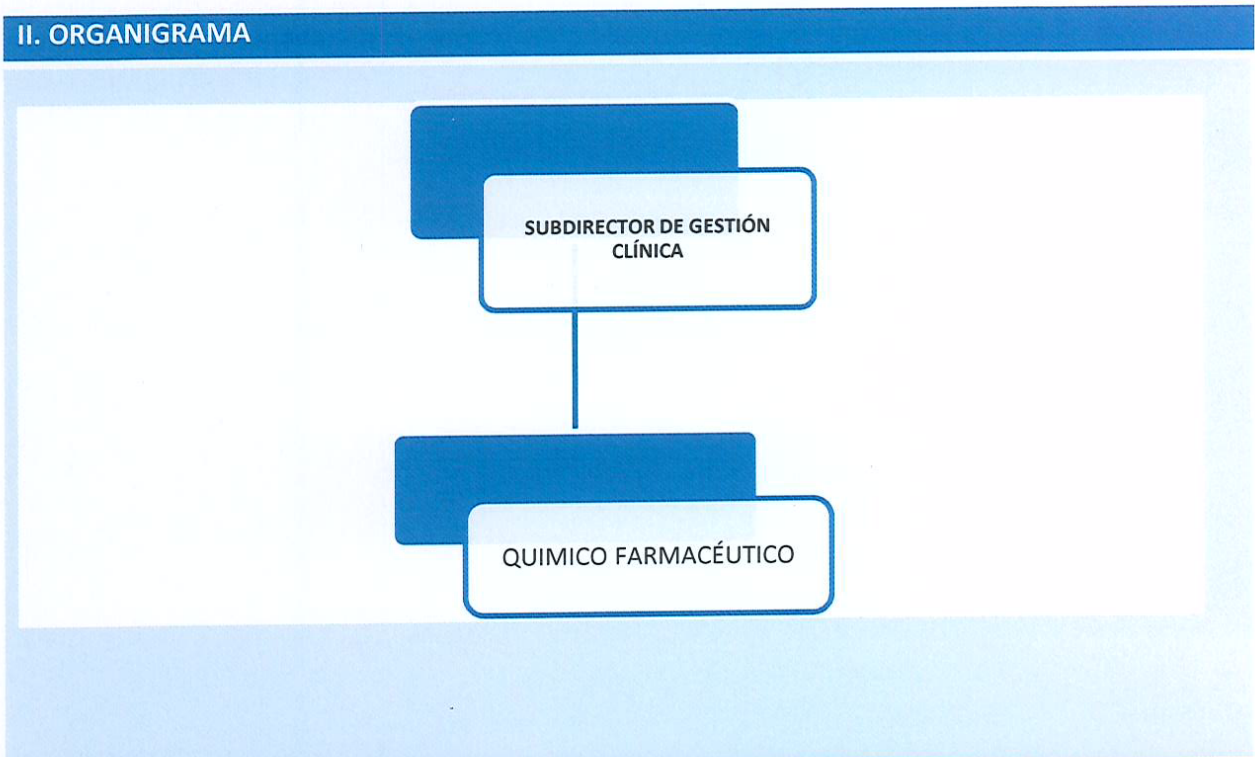 II. ORGANIGRAMA
SUBDIRECTOR DE GESTIÓN
CLÍNICA
QUIMICO FARMACÉUTICO